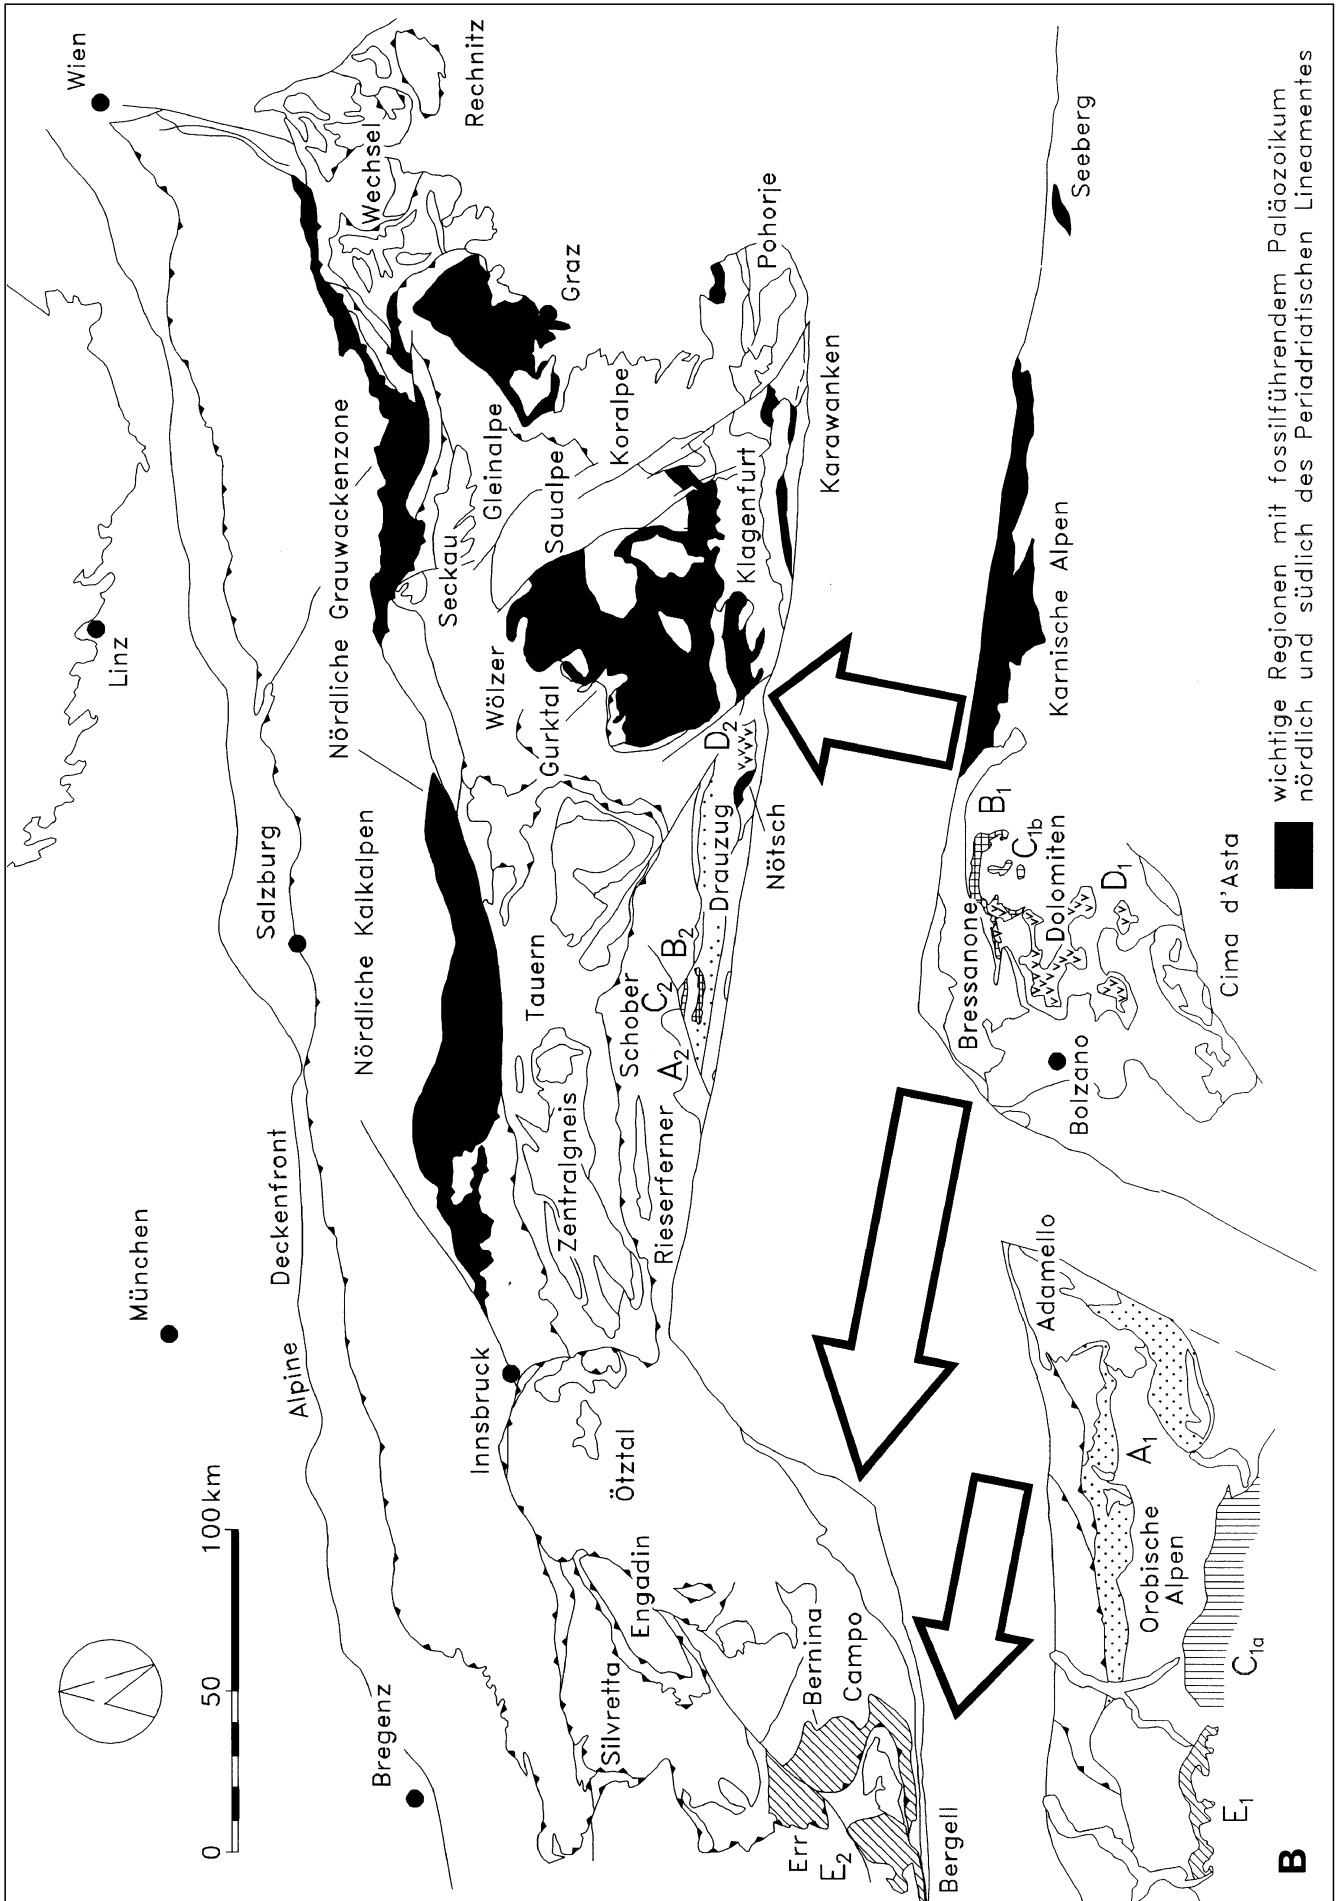 Wien
Rechnitz
Wechsel
Linz
Graz
Pohorje
Seeberg
Nördliche Grauwackenzone
Gleinalpe
Koralpe
Saualpe
Seckau
Karawanken
Klagenfurt
Wölzer
Gurktal
Karnische Alpen
Salzburg
Nördliche Kalkalpen
D2
Drauzug
Nötsch
Tauern
Schober
C2
B2
A2
B1
C1b
Bressanone
Dolomiten
D1
Cima d'Asta
München
Alpine Deckenfront
Zentralgneis
Rieserferner
Bolzano
Innsbruck
Ötztal
Adamello
Engadin
Silvretta
Bernina
Campo
A1
Orobische
Alpen
C1a
Bregenz
Err
E2
Bergell
E1
0 50 100 km
B
wichtige Regionen mit fossilführendem Paläozoikum
nördlich und südlich des Periadriatischen Lineamentes